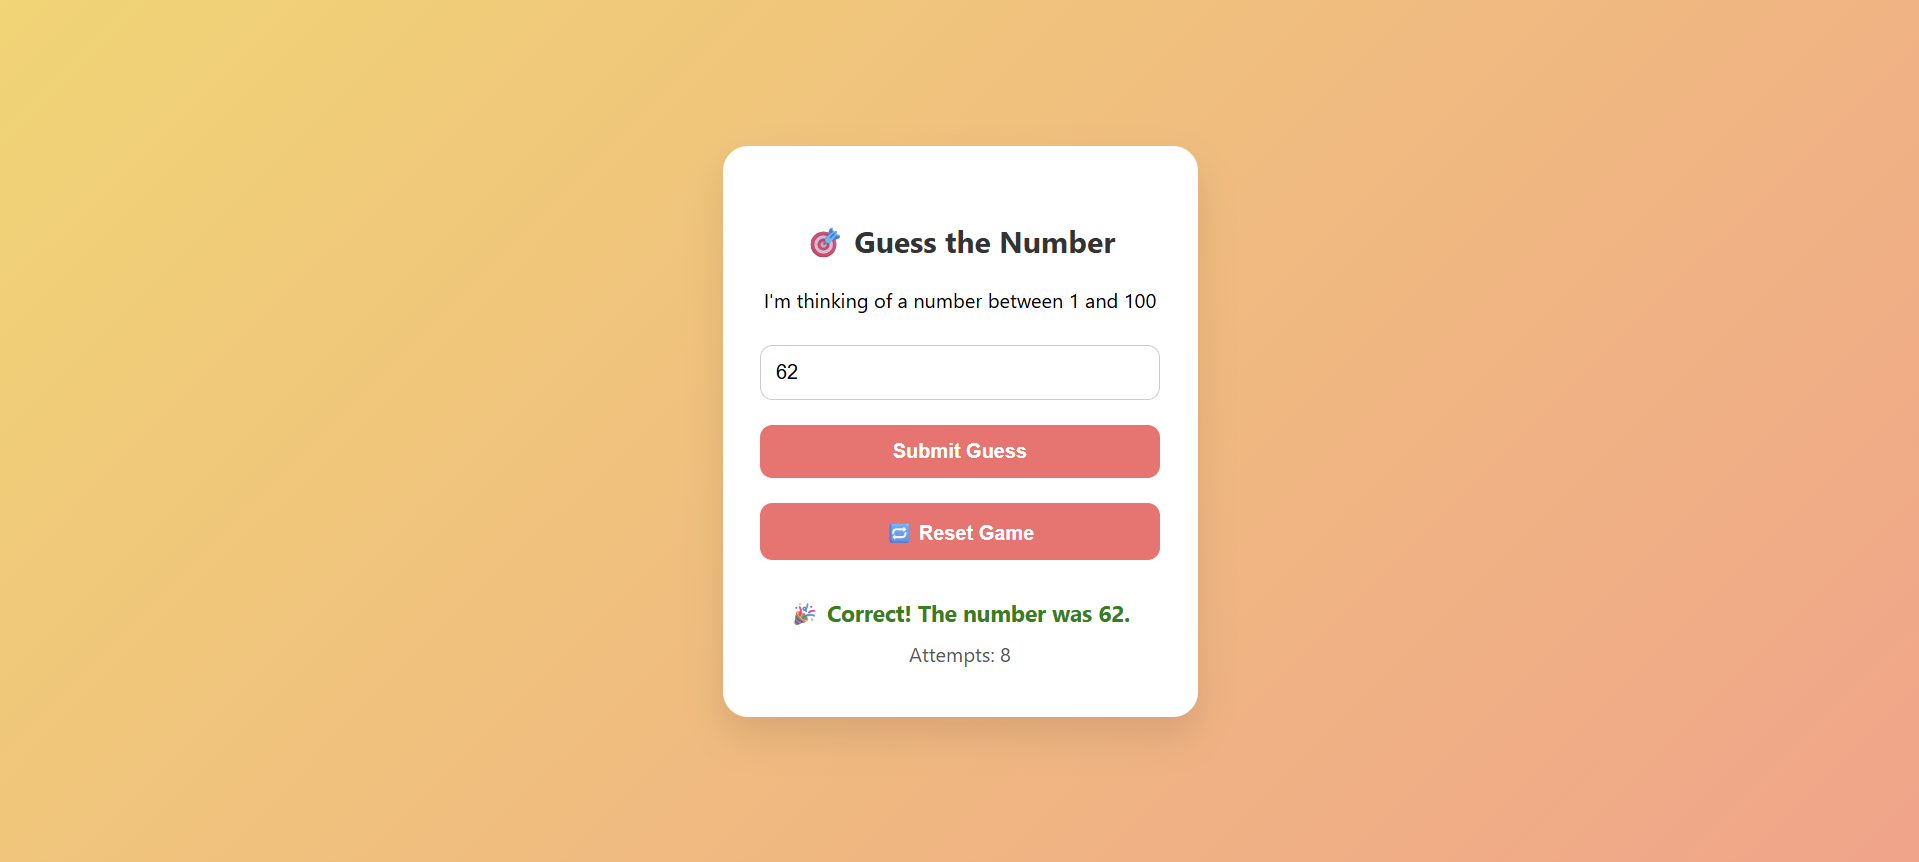 🎯 Guess the Number
I'm thinking of a number between 1 and 100
62
Submit Guess
🔁 Reset Game
🎉 Correct! The number was 62.
Attempts: 8